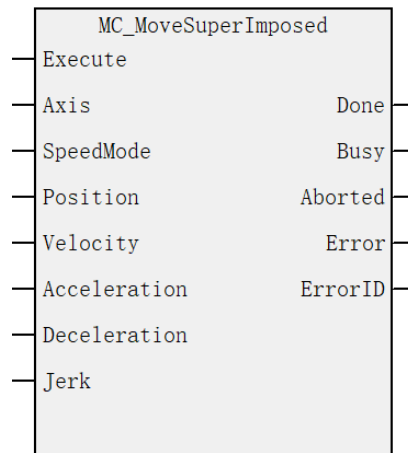 MC_MoveSuperImposed
Execute
Axis Done
SpeedMode Busy
Position Aborted
Velocity Error
Acceleration ErrorID
Deceleration
Jerk